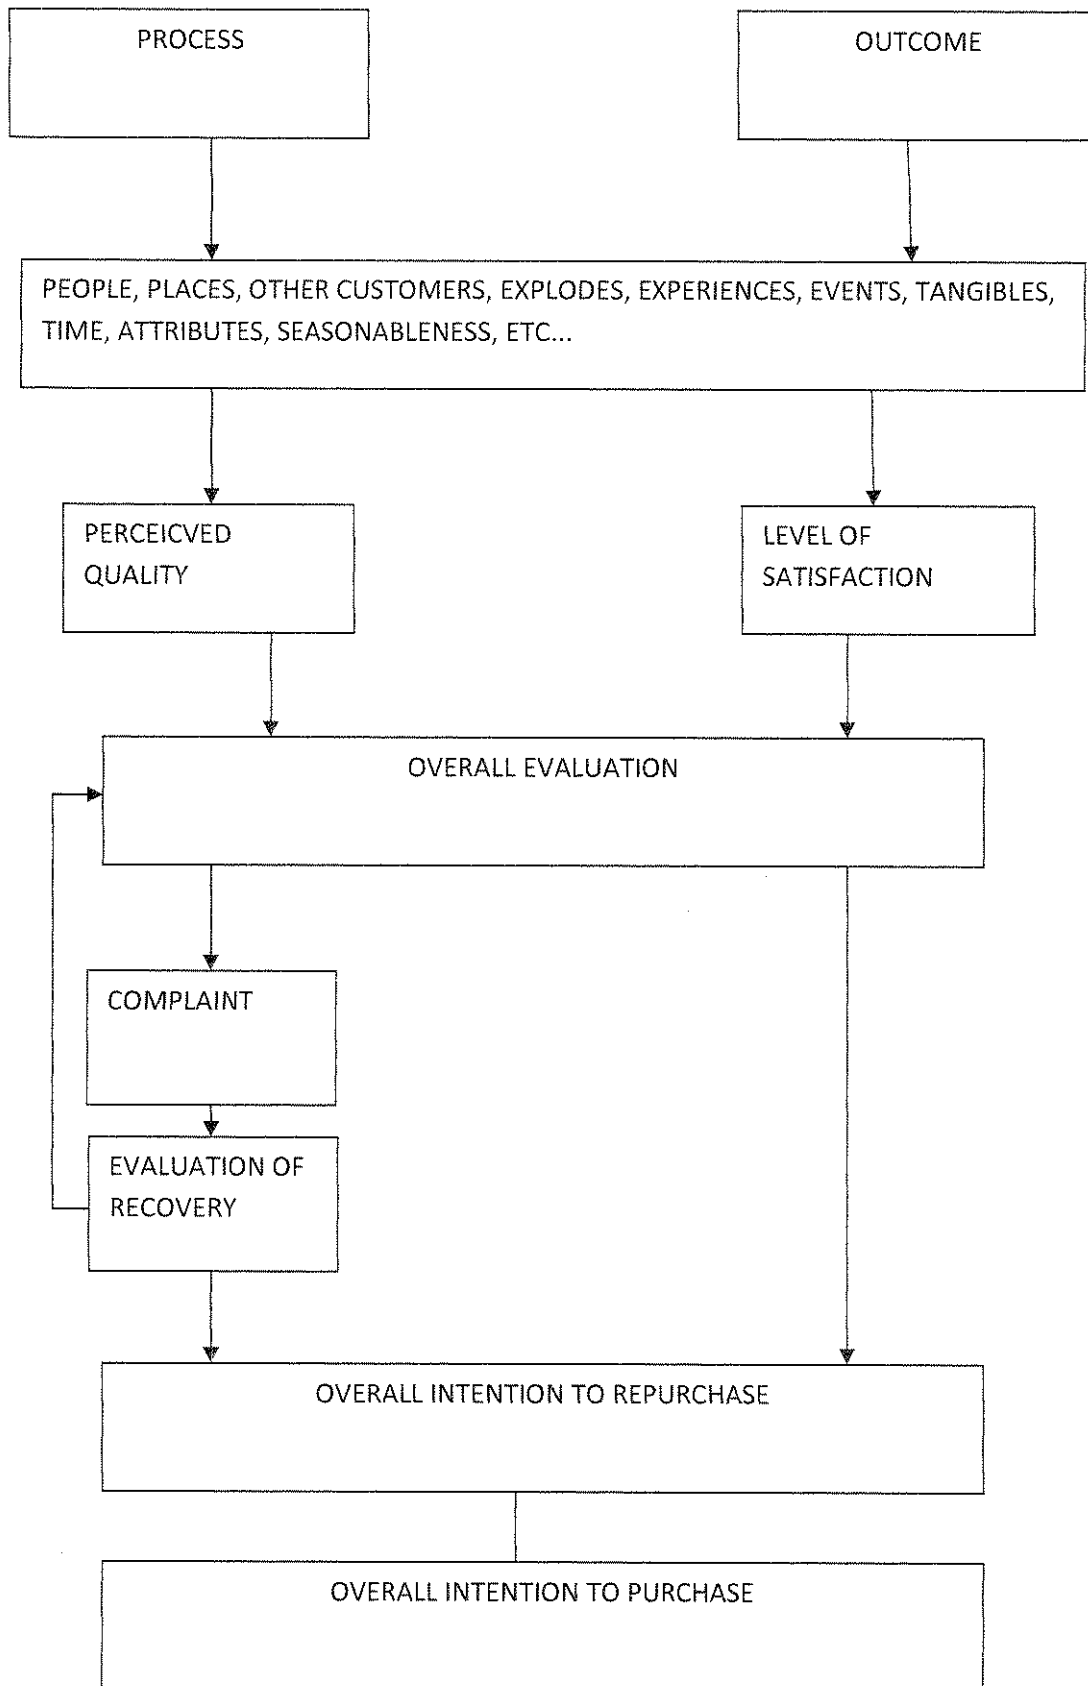 PROCESS
OUTCOME
PEOPLE, PLACES, OTHER CUSTOMERS, EXPLODES, EXPERIENCES, EVENTS, TANGIBLES,
TIME, ATTRIBUTES, SEASONABLENESS, ETC...
PERCEICVED
QUALITY
LEVEL OF
SATISFACTION
OVERALL EVALUATION
COMPLAINT
EVALUATION OF
RECOVERY
OVERALL INTENTION TO REPURCHASE
OVERALL INTENTION TO PURCHASE